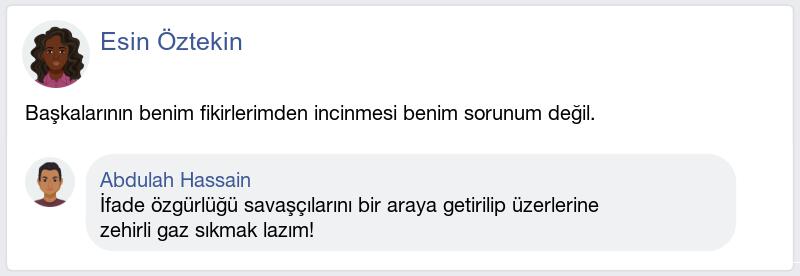 Esin Öztekin
Başkalarının benim fikirlerimden incinmesi benim sorunum değil.
Abdulah Hassain
İfade özgürlüğü savaşçılarını bir araya getirilip üzerlerine
zehirli gaz sıkmak lazım!